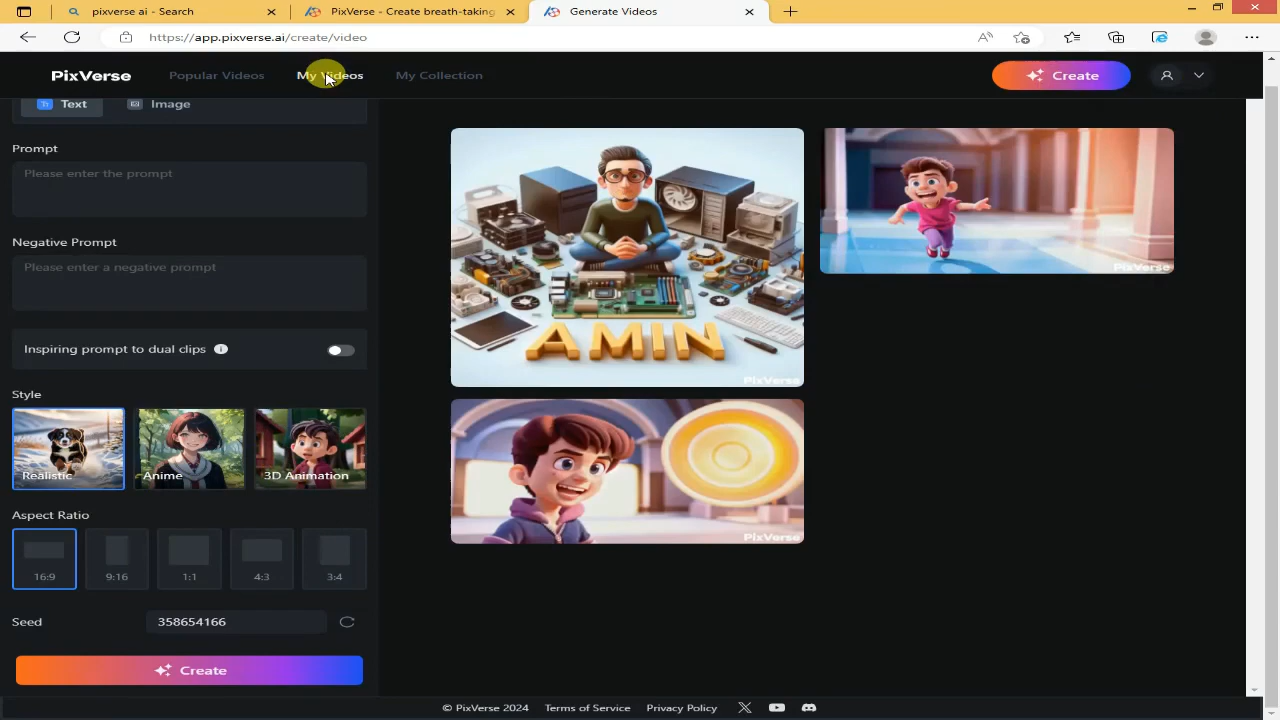 pixverse ai - Search
PixVerse - Create breath-taking
Generate Videos
https://app.pixverse.ai/create/video
PixVerse
Popular Videos
My Videos
My Collection
Create
Text
Image
Prompt
Please enter the prompt
Negative Prompt
Please enter a negative prompt
Inspiring prompt to dual clips
Style
Realistic
Anime
3D Animation
Aspect Ratio
16:9
9:16
1:1
4:3
3:4
Seed
358654166
Create
AMIN
PixVerse
PixVerse
PixVerse
© PixVerse 2024
Terms of Service
Privacy Policy